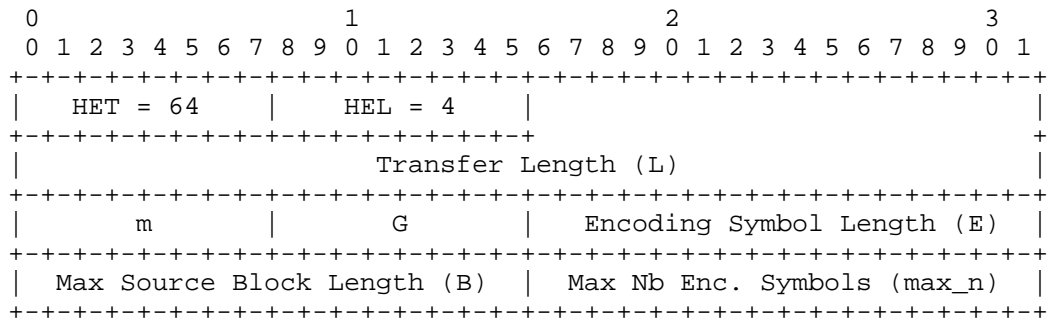 0                   1                   2                   3
 0 1 2 3 4 5 6 7 8 9 0 1 2 3 4 5 6 7 8 9 0 1 2 3 4 5 6 7 8 9 0 1
+-+-+-+-+-+-+-+-+-+-+-+-+-+-+-+-+-+-+-+-+-+-+-+-+-+-+-+-+-+-+-+-+
|   HET = 64    |    HEL = 4    |                               |
+-+-+-+-+-+-+-+-+-+-+-+-+-+-+-+-+                               +
|                      Transfer Length (L)                      |
+-+-+-+-+-+-+-+-+-+-+-+-+-+-+-+-+-+-+-+-+-+-+-+-+-+-+-+-+-+-+-+-+
|       m       |       G       |   Encoding Symbol Length (E)  |
+-+-+-+-+-+-+-+-+-+-+-+-+-+-+-+-+-+-+-+-+-+-+-+-+-+-+-+-+-+-+-+-+
|  Max Source Block Length (B)  |  Max Nb Enc. Symbols (max_n)  |
+-+-+-+-+-+-+-+-+-+-+-+-+-+-+-+-+-+-+-+-+-+-+-+-+-+-+-+-+-+-+-+-+